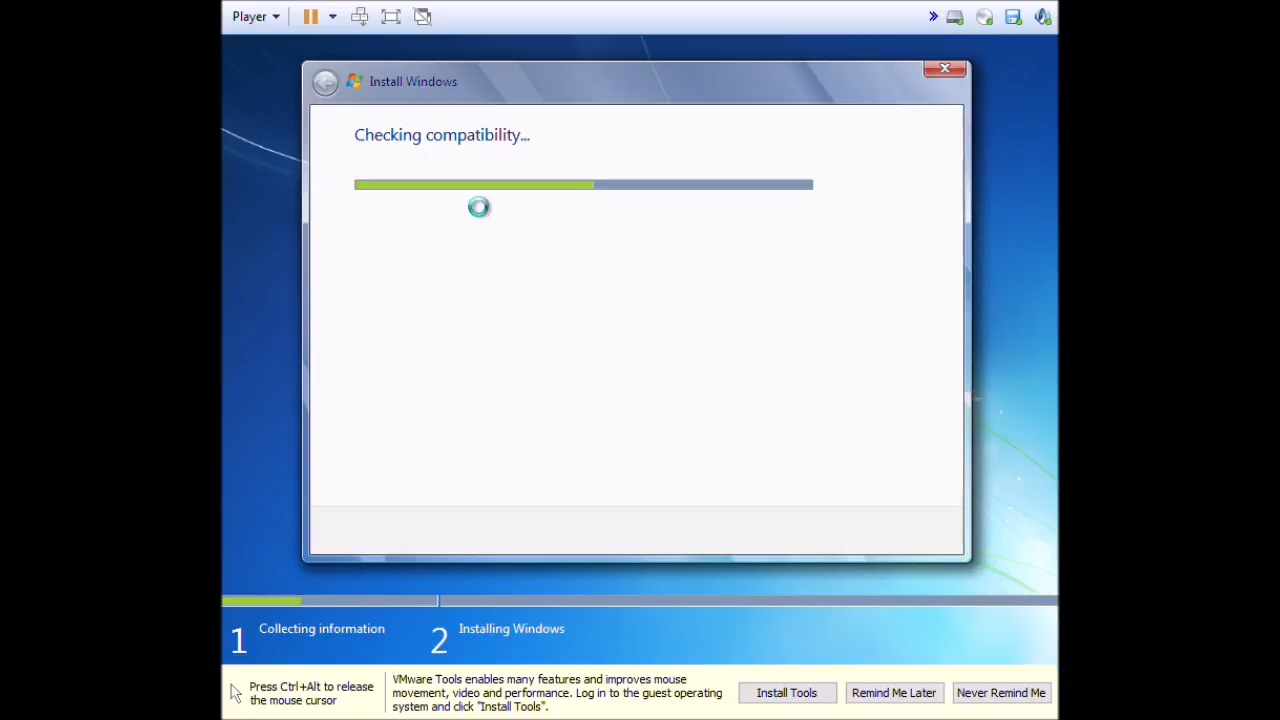 Player
Install Windows
Checking compatibility...
1 Collecting information
2 Installing Windows
Press Ctrl+Alt to release
the mouse cursor
VMware Tools enables many features and improves mouse
movement, video and performance. Log in to the guest operating
system and click "Install Tools".
Install Tools
Remind Me Later
Never Remind Me